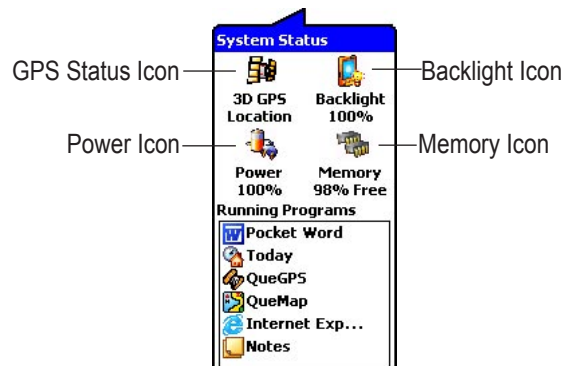 System Status
GPS Status Icon
Backlight Icon
3D GPS
Location
Backlight
100%
Power Icon
Memory Icon
Power
100%
Memory
98% Free
Running Programs
Pocket Word
Today
QueGPS
QueMap
Internet Exp...
Notes